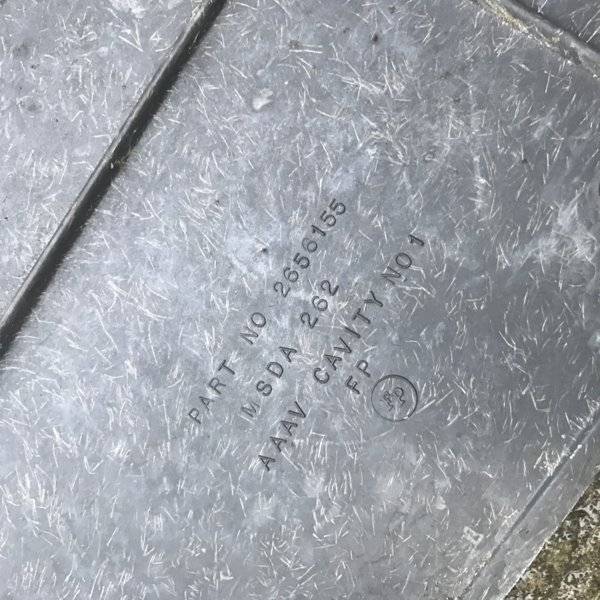 PART NO 2656155
MSDA 262
AAAV CAVITY NO1
FP